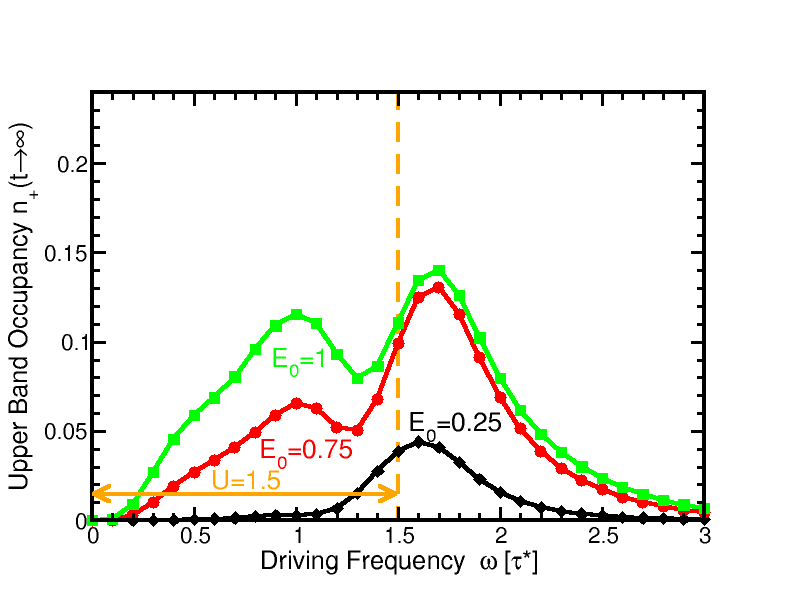 Upper Band Occupancy n₊(t→∞)
0.2
0.15
0.1
0.05
0
E₀=1
E₀=0.25
E₀=0.75
U=1.5
0 0.5 1 1.5 2 2.5 3
Driving Frequency ω [τ*]